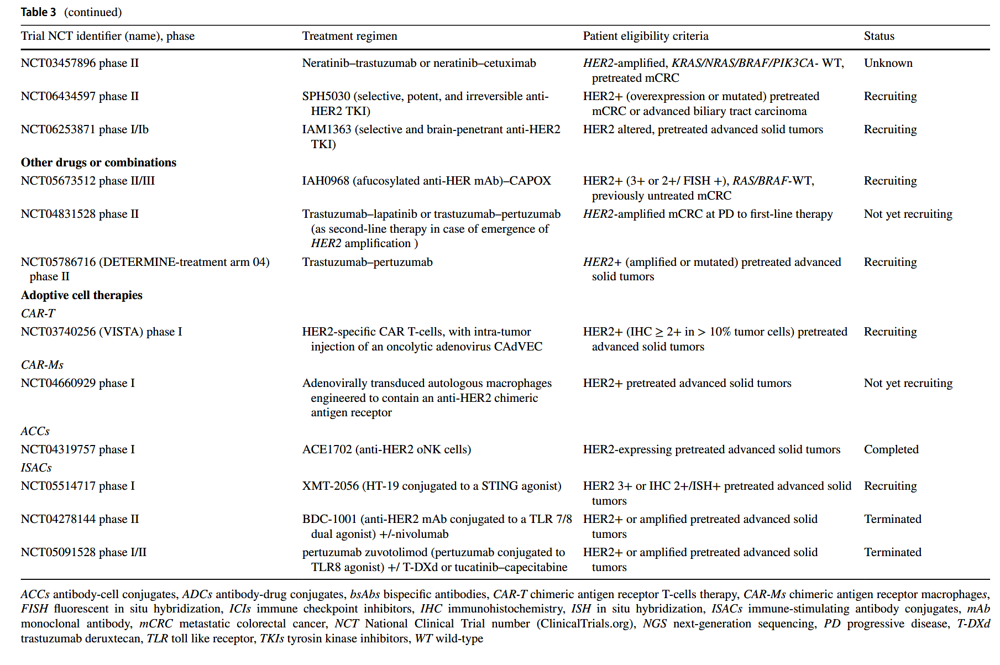 Table 3 (continued)
Trial NCT identifier (name), phase Treatment regimen Patient eligibility criteria Status
NCT03457896 phase II Neratinib–trastuzumab or neratinib–cetuximab HER2-amplified, KRAS/NRAS/BRAF/PIK3CA- WT, Unknown
pretreated mCRC
NCT06434597 phase II SPH5030 (selective, potent, and irreversible anti- HER2+ (overexpression or mutated) pretreated Recruiting
HER2 TKI) mCRC or advanced biliary tract carcinoma
NCT06253871 phase I/Ib IAM1363 (selective and brain-penetrant anti-HER2 HER2 altered, pretreated advanced solid tumors Recruiting
TKI)
Other drugs or combinations
NCT05673512 phase II/III IAH0968 (afucosylated anti-HER mAb)–CAPOX HER2+ (3+ or 2+/ FISH +), RAS/BRAF-WT, Recruiting
previously untreated mCRC
NCT04831528 phase II Trastuzumab–lapatinib or trastuzumab–pertuzumab HER2-amplified mCRC at PD to first-line therapy Not yet recruiting
(as second-line therapy in case of emergence of
HER2 amplification )
NCT05786716 (DETERMINE-treatment arm 04) Trastuzumab–pertuzumab HER2+ (amplified or mutated) pretreated advanced Recruiting
phase II solid tumors
Adoptive cell therapies
CAR-T
NCT03740256 (VISTA) phase I HER2-specific CAR T-cells, with intra-tumor HER2+ (IHC ≥ 2+ in > 10% tumor cells) pretreated Recruiting
injection of an oncolytic adenovirus CAdVEC advanced solid tumors
CAR-Ms
NCT04660929 phase I Adenovirally transduced autologous macrophages HER2+ pretreated advanced solid tumors Not yet recruiting
engineered to contain an anti-HER2 chimeric
antigen receptor
ACCs
NCT04319757 phase I ACE1702 (anti-HER2 oNK cells) HER2-expressing pretreated advanced solid tumors Completed
ISACs
NCT05514717 phase I XMT-2056 (HT-19 conjugated to a STING agonist) HER2 3+ or IHC 2+/ISH+ pretreated advanced solid Recruiting
tumors
NCT04278144 phase II BDC-1001 (anti-HER2 mAb conjugated to a TLR 7/8 HER2+ or amplified pretreated advanced solid Terminated
dual agonist) +/-nivolumab tumors
NCT05091528 phase I/II pertuzumab zuvotolimod (pertuzumab conjugated to HER2+ or amplified pretreated advanced solid Terminated
TLR8 agonist) +/ T-DXd or tucatinib–capecitabine tumors
ACCs antibody-cell conjugates, ADCs antibody-drug conjugates, bsAbs bispecific antibodies, CAR-T chimeric antigen receptor T-cells therapy, CAR-Ms chimeric antigen receptor macrophages,
FISH fluorescent in situ hybridization, ICIs immune checkpoint inhibitors, IHC immunohistochemistry, ISH in situ hybridization, ISACs immune-stimulating antibody conjugates, mAb
monoclonal antibody, mCRC metastatic colorectal cancer, NCT National Clinical Trial number (ClinicalTrials.org), NGS next-generation sequencing, PD progressive disease, T-DXd
trastuzumab deruxtecan, TLR toll like receptor, TKIs tyrosin kinase inhibitors, WT wild-type